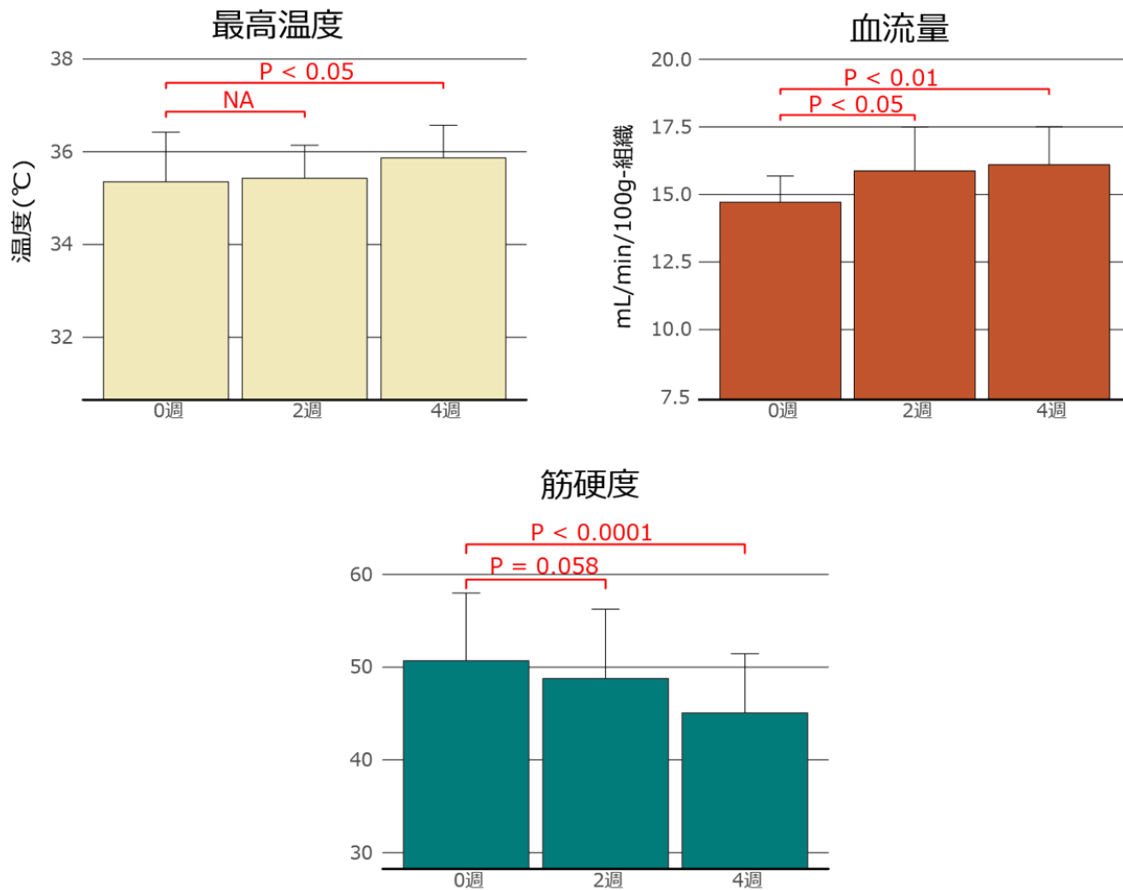 最高温度
38
36
34
32
温度(℃)
P < 0.05
NA
0週
2週
4週
血流量
20.0
17.5
15.0
12.5
10.0
7.5
mL/min/100g-組織
P < 0.01
P < 0.05
0週
2週
4週
筋硬度
60
50
40
30
P < 0.0001
P = 0.058
0週
2週
4週